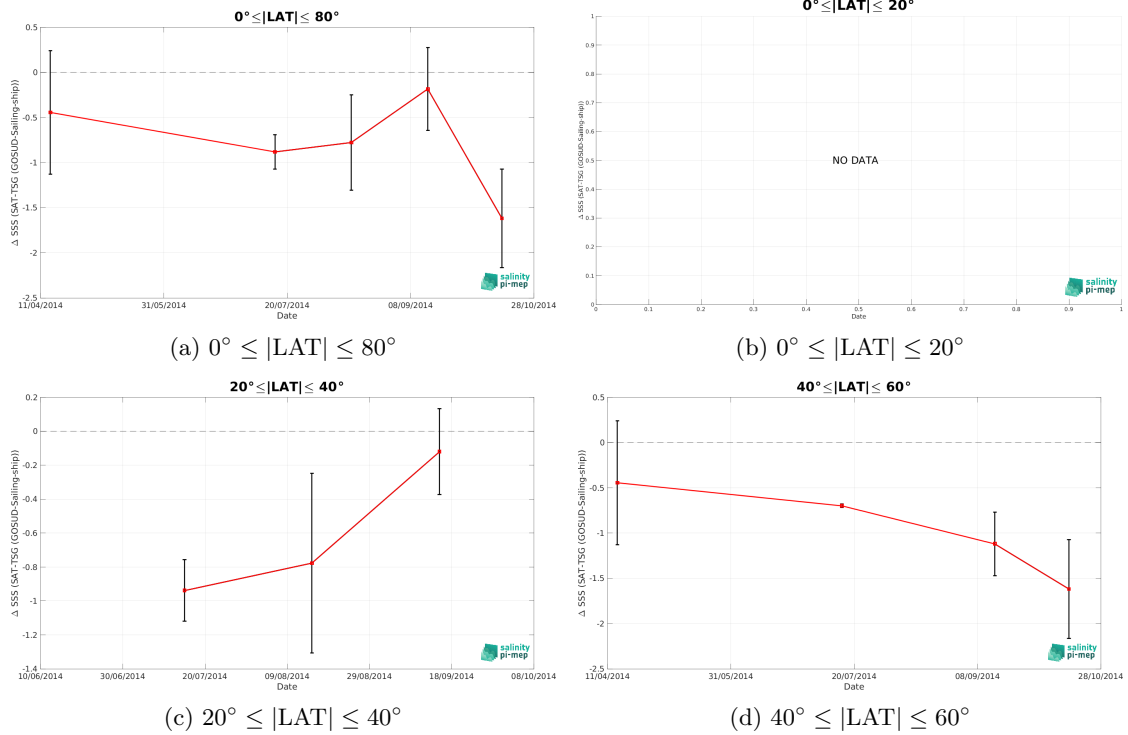 0°≤|LAT|≤ 80°
0.5
0
-0.5
-1
-1.5
-2
-2.5
Δ SSS (SAT-TSG (GOSUD-Sailing-ship))
11/04/2014 31/05/2014 20/07/2014 08/09/2014 28/10/2014
Date
salinity
pi-mep
(a) 0° ≤ |LAT| ≤ 80°
0°≤|LAT|≤ 20°
1
0.9
0.8
0.7
0.6
0.5
0.4
0.3
0.2
0.1
0
Δ SSS (SAT-TSG (GOSUD-Sailing-ship))
NO DATA
0 0.1 0.2 0.3 0.4 0.5 0.6 0.7 0.8 0.9 1
Date
salinity
pi-mep
(b) 0° ≤ |LAT| ≤ 20°
20°≤|LAT|≤ 40°
0.2
0
-0.2
-0.4
-0.6
-0.8
-1
-1.2
-1.4
Δ SSS (SAT-TSG (GOSUD-Sailing-ship))
10/06/2014 30/06/2014 20/07/2014 09/08/2014 29/08/2014 18/09/2014 08/10/2014
Date
salinity
pi-mep
(c) 20° ≤ |LAT| ≤ 40°
40°≤|LAT|≤ 60°
0.5
0
-0.5
-1
-1.5
-2
-2.5
Δ SSS (SAT-TSG (GOSUD-Sailing-ship))
11/04/2014 31/05/2014 20/07/2014 08/09/2014 28/10/2014
Date
salinity
pi-mep
(d) 40° ≤ |LAT| ≤ 60°